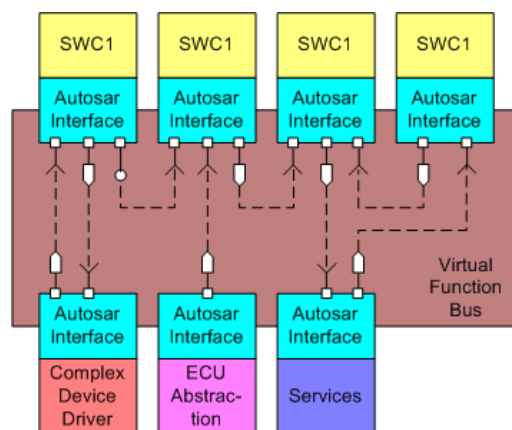 SWC1
SWC1
SWC1
SWC1
Autosar
Interface
Autosar
Interface
Autosar
Interface
Autosar
Interface
Virtual
Function
Bus
Autosar
Interface
Autosar
Interface
Autosar
Interface
Complex
Device
Driver
ECU
Abstrac-
tion
Services